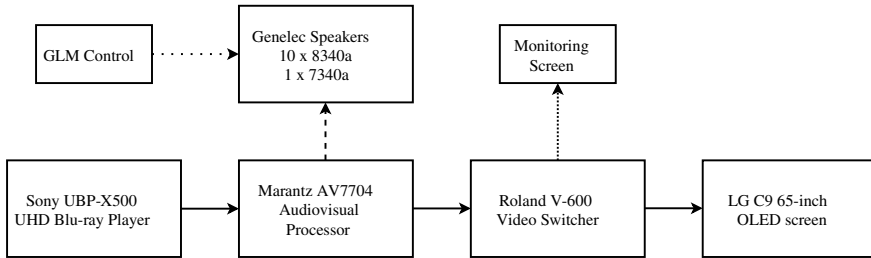 GLM Control
Genelec Speakers
10 x 8340a
1 x 7340a
Monitoring
Screen
Sony UBP-X500
UHD Blu-ray Player
Marantz AV7704
Audiovisual
Processor
Roland V-600
Video Switcher
LG C9 65-inch
OLED screen